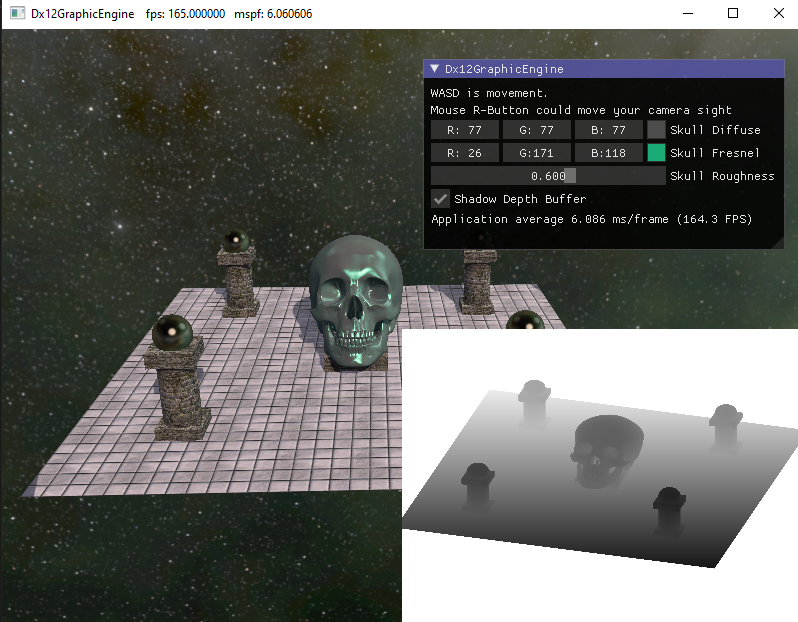 Dx12GraphicEngine fps: 165.000000 mspf: 6.060606
Dx12GraphicEngine
WASD is movement.
Mouse R-Button could move your camera sight
R: 77 G: 77 B: 77 Skull Diffuse
R: 26 G:171 B:118 Skull Fresnel
0.600 Skull Roughness
Shadow Depth Buffer
Application average 6.086 ms/frame (164.3 FPS)